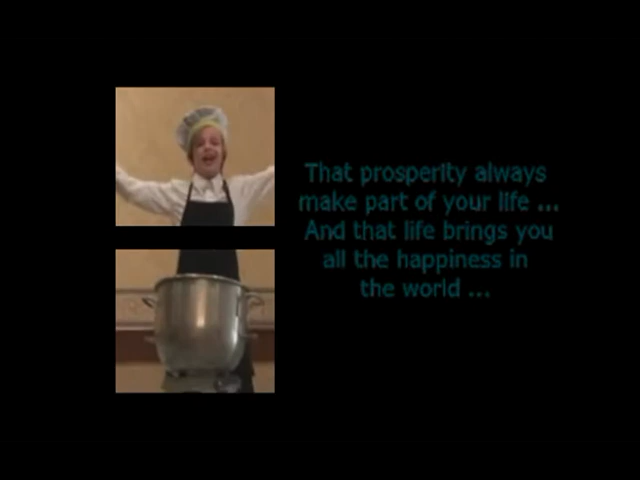 That prosperity always
make part of your life ...
And that life brings you
all the happiness in
the world ...